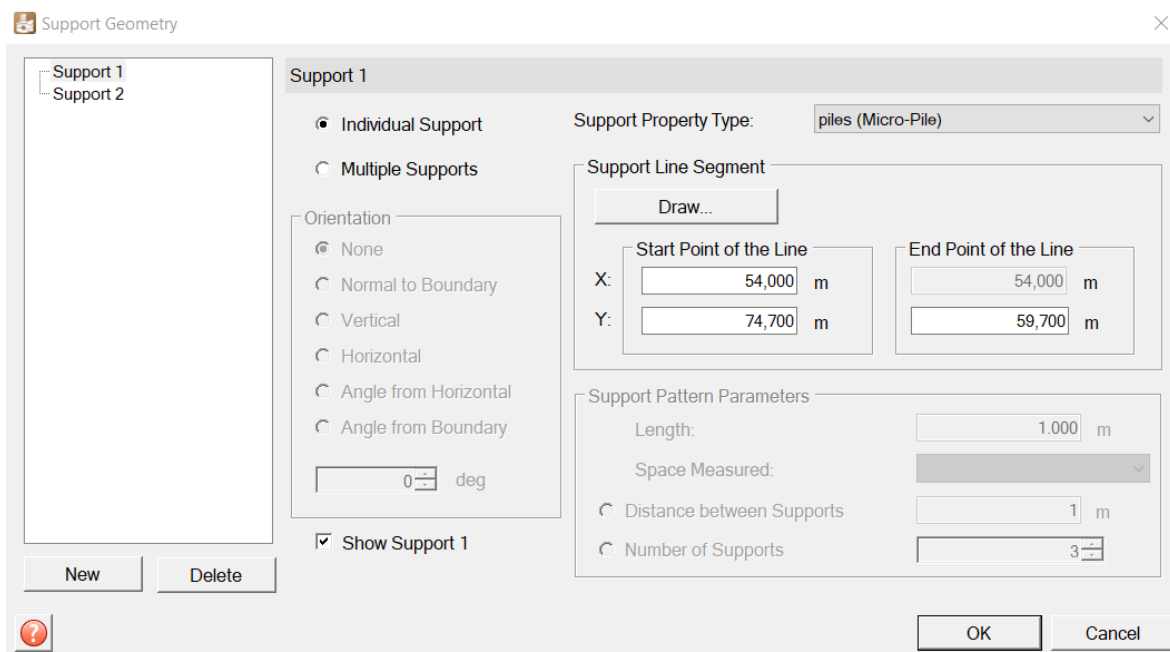 Support Geometry
Support 1
Support 2
New
Delete
Support 1
Individual Support
Multiple Supports
Orientation
None
Normal to Boundary
Vertical
Horizontal
Angle from Horizontal
Angle from Boundary
0 deg
Show Support 1
Support Property Type: piles (Micro-Pile)
Support Line Segment
Draw...
Start Point of the Line End Point of the Line
X: 54,000 m 54,000 m
Y: 74,700 m 59,700 m
Support Pattern Parameters
Length: 1.000 m
Space Measured:
Distance between Supports 1 m
Number of Supports 3
?
OK
Cancel